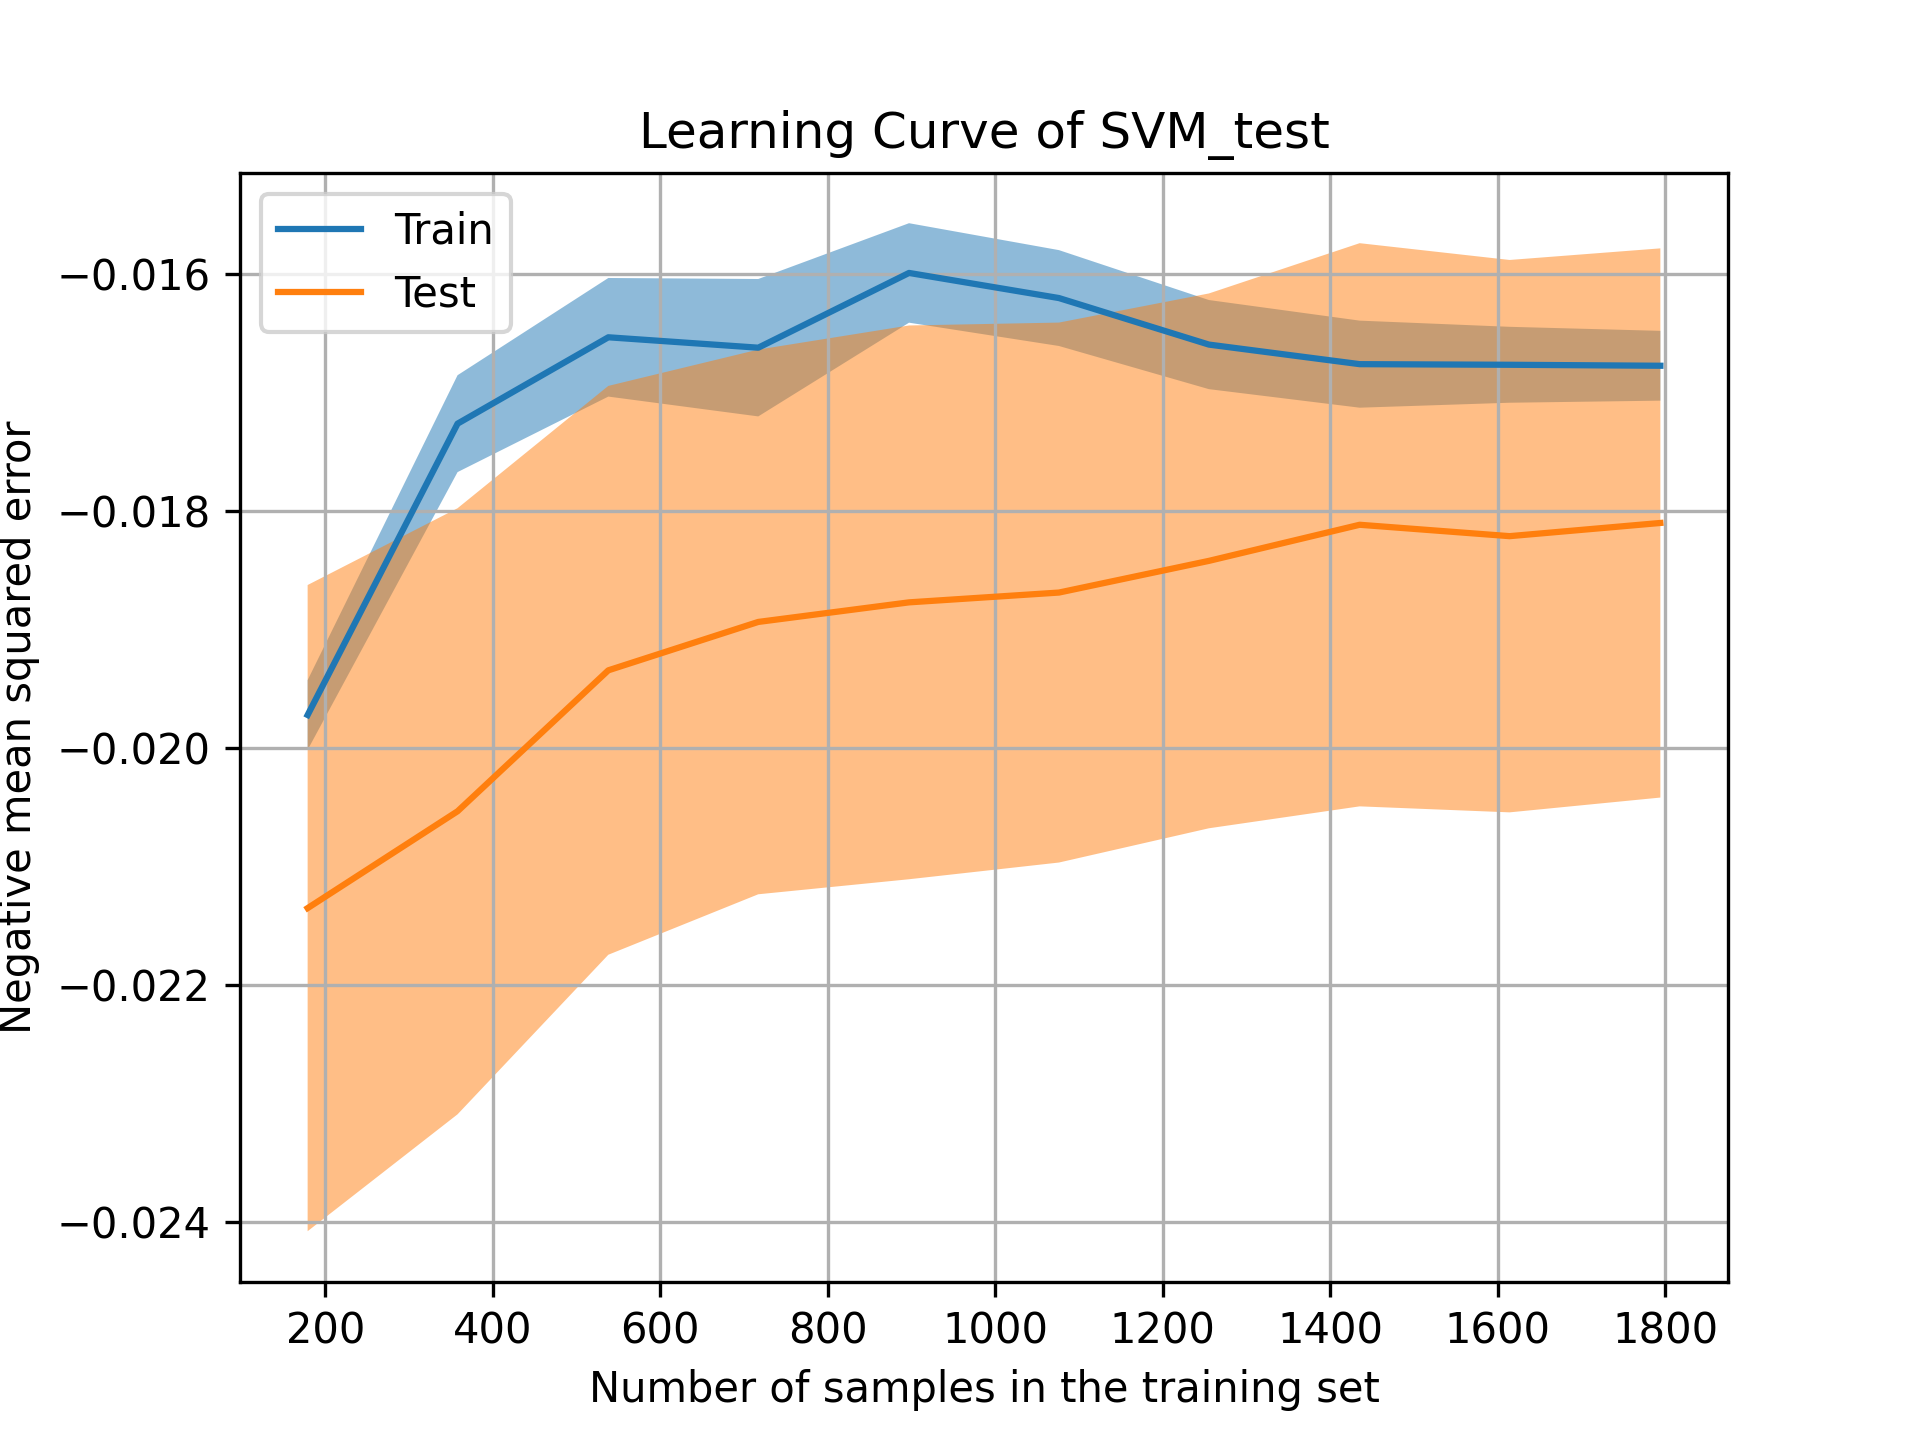 Learning Curve of SVM_test
Train
Test
−0.016
−0.018
−0.020
−0.022
−0.024
Negative mean squared error
200 400 600 800 1000 1200 1400 1600 1800
Number of samples in the training set